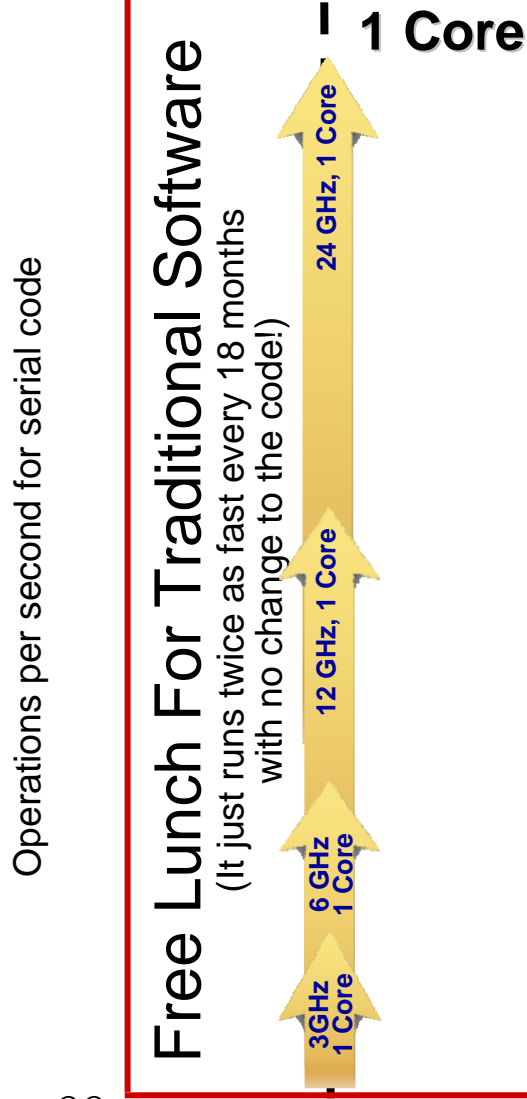 1 Core
Operations per second for serial code
Free Lunch For Traditional Software
(It just runs twice as fast every 18 months
with no change to the code!)
24 GHz, 1 Core
12 GHz, 1 Core
6 GHz
1 Core
3GHz
1 Core